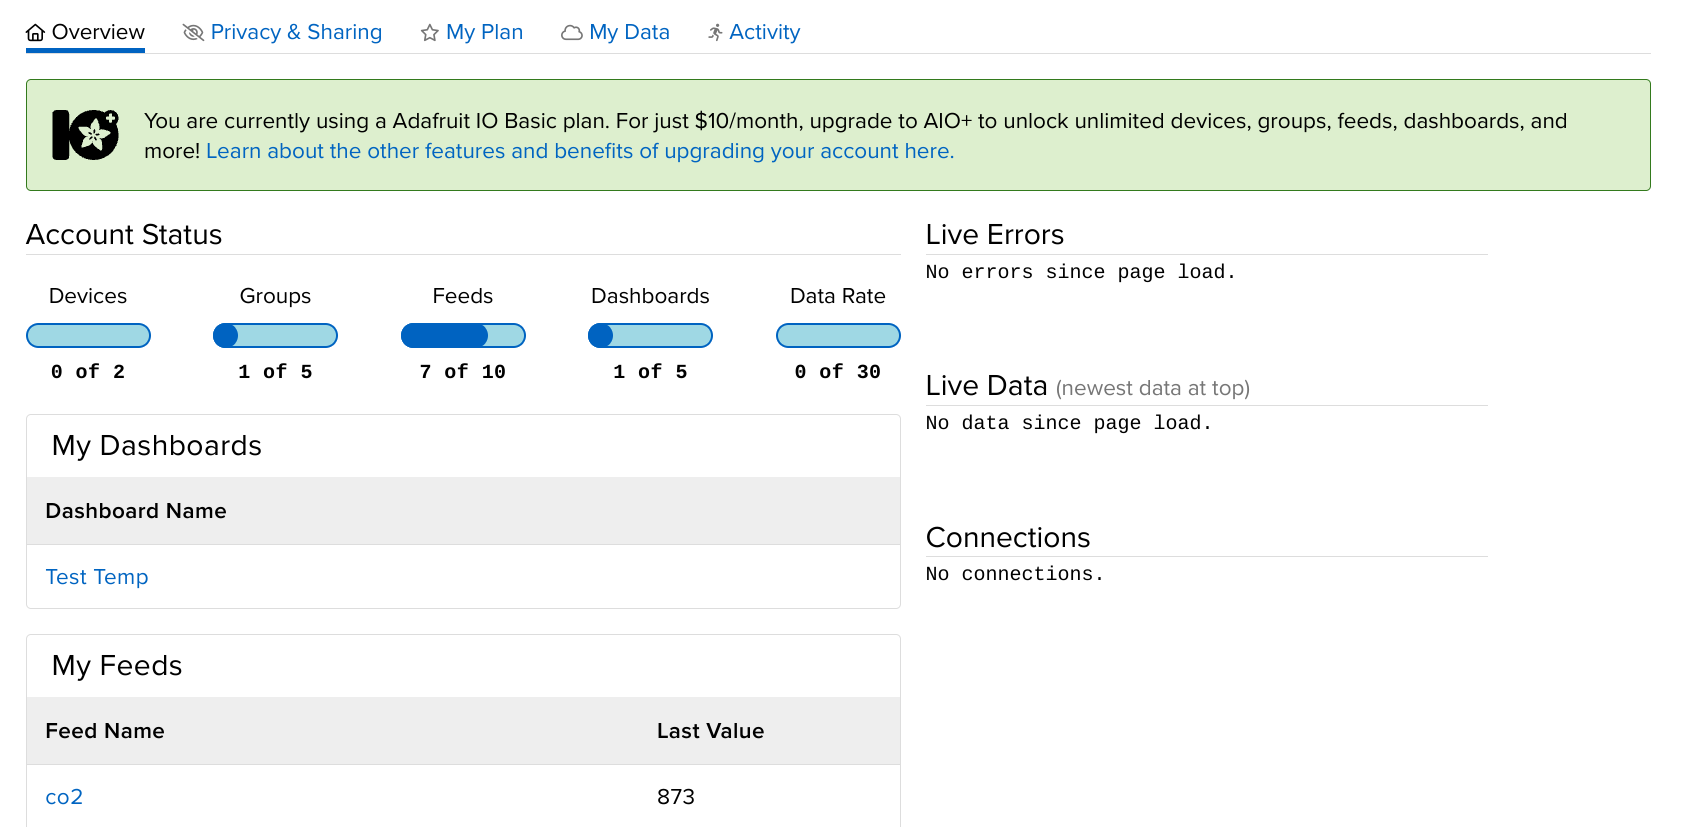 Overview Privacy & Sharing My Plan My Data Activity
You are currently using a Adafruit IO Basic plan. For just $10/month, upgrade to AIO+ to unlock unlimited devices, groups, feeds, dashboards, and
more! Learn about the other features and benefits of upgrading your account here.
Account Status
Devices Groups Feeds Dashboards Data Rate
0 of 2 1 of 5 7 of 10 1 of 5 0 of 30
My Dashboards
Dashboard Name
Test Temp
My Feeds
Feed Name Last Value
co2 873
Live Errors
No errors since page load.
Live Data (newest data at top)
No data since page load.
Connections
No connections.